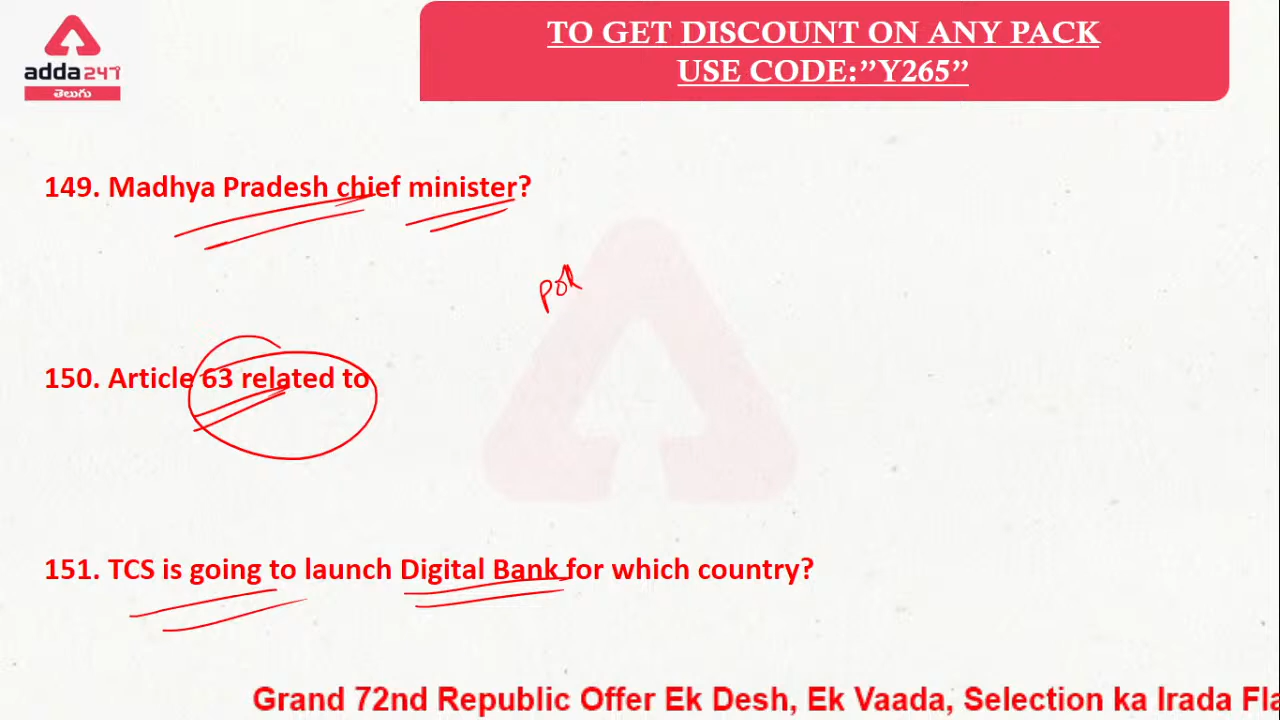 adda247
తెలుగు
TO GET DISCOUNT ON ANY PACK
USE CODE:”Y265”
149. Madhya Pradesh chief minister?
150. Article 63 related to
151. TCS is going to launch Digital Bank for which country?
Grand 72nd Republic Offer Ek Desh, Ek Vaada, Selection ka Irada Fla